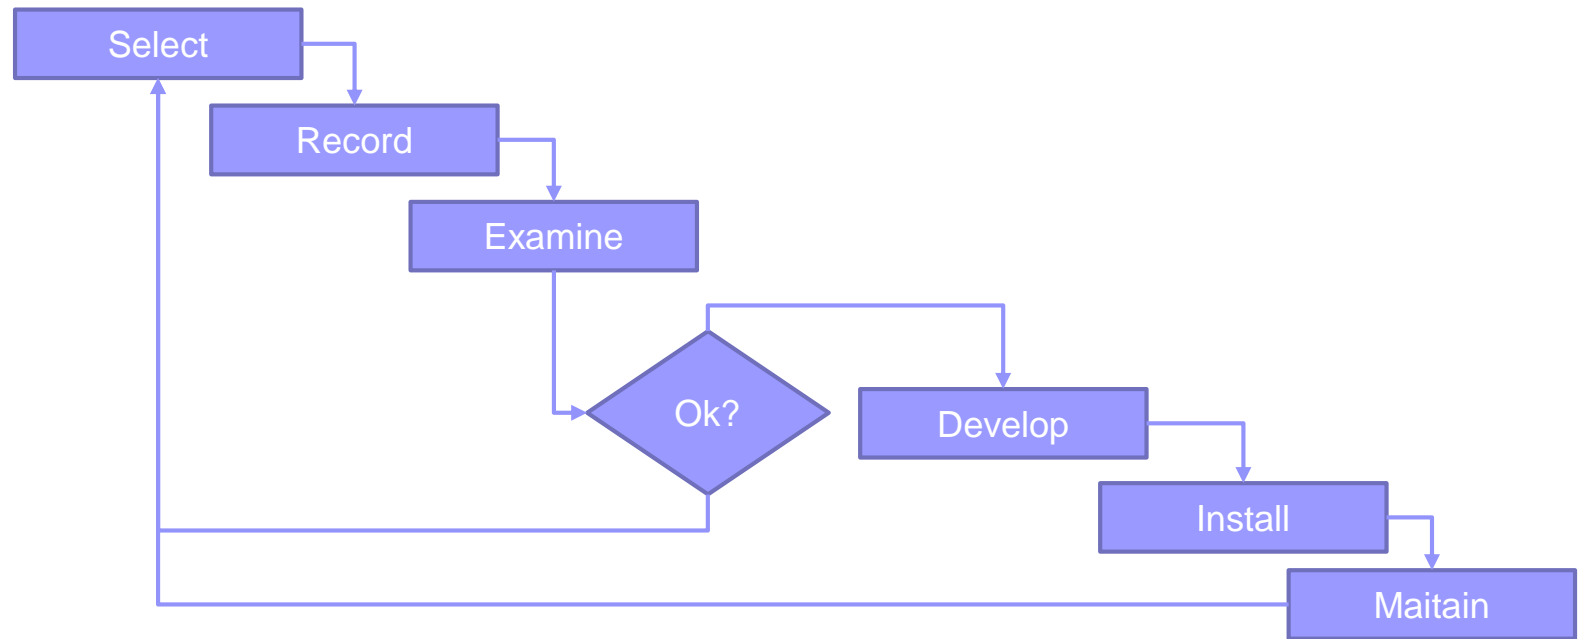 Select
Record
Examine
Ok?
Develop
Install
Maitain